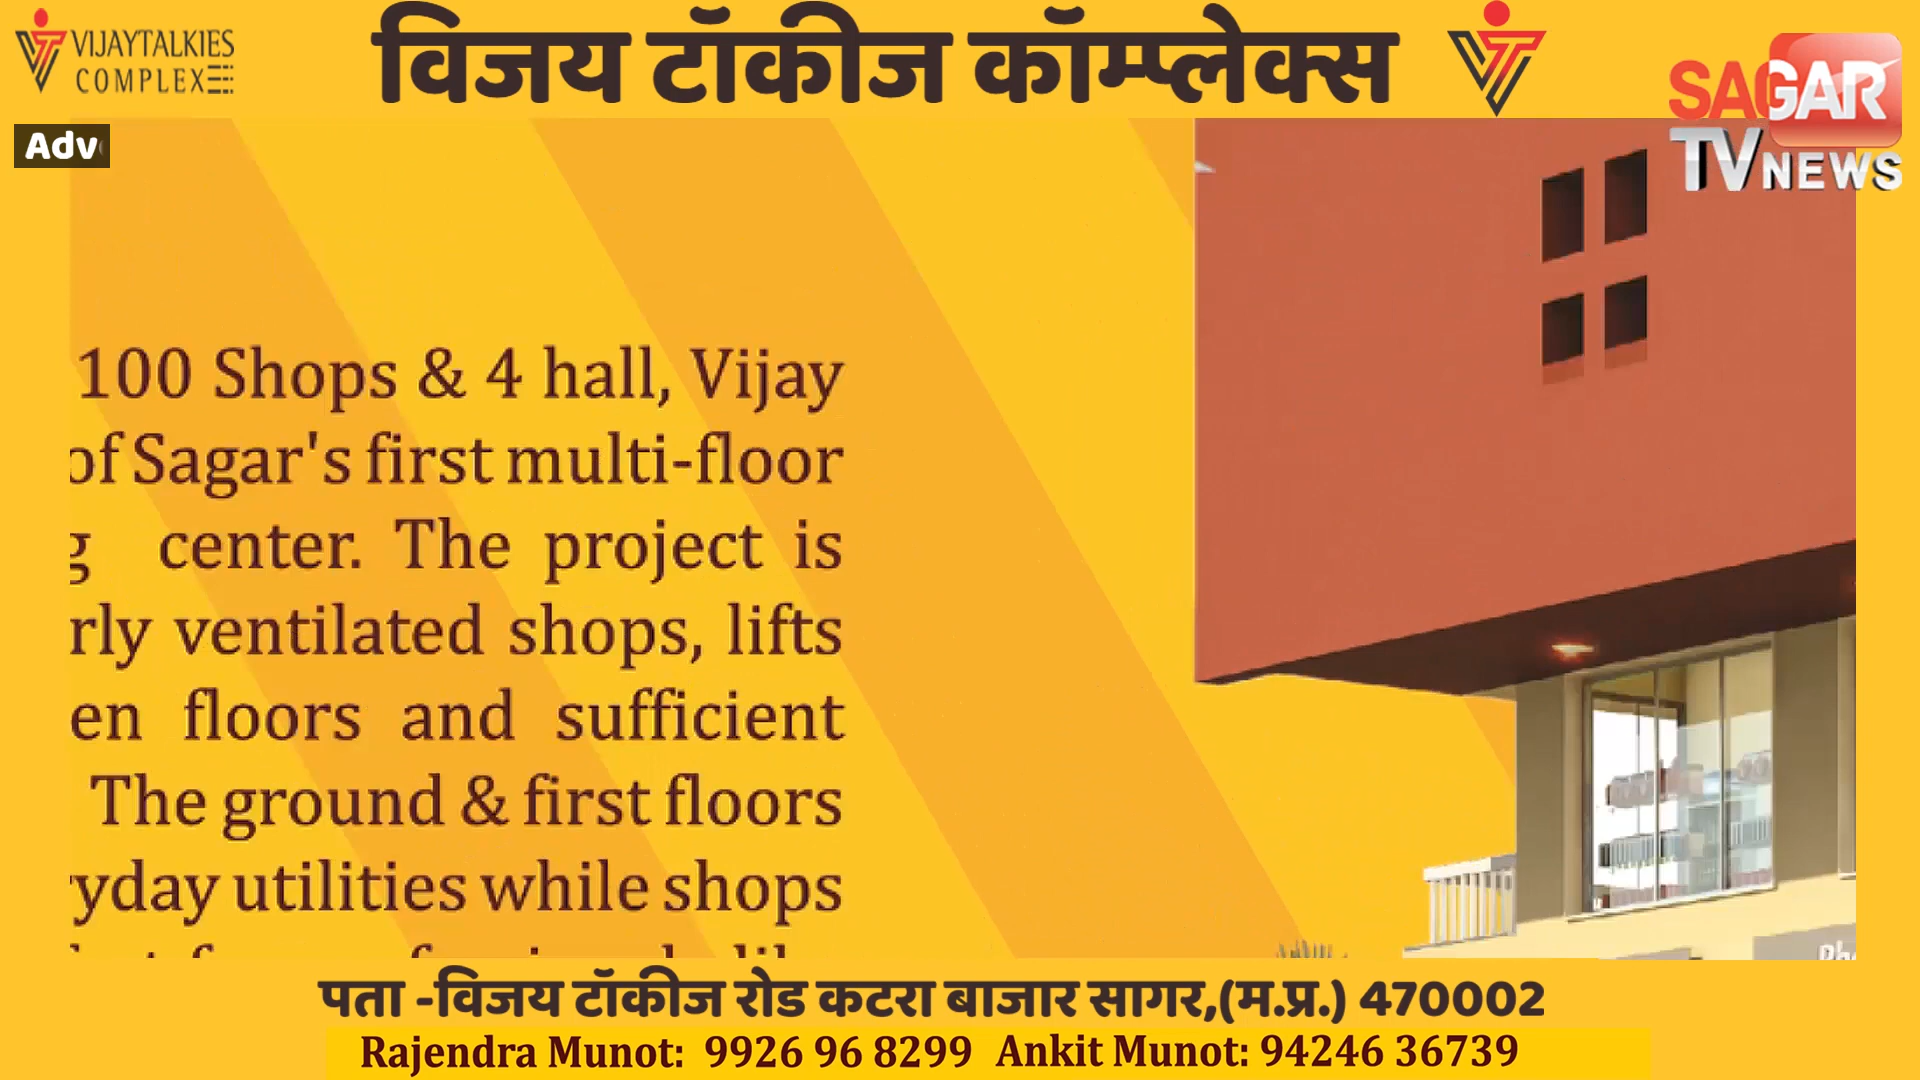 VIJAYTALKIES
COMPLEX
विजय टॉकीज कॉम्प्लेक्स
SAGAR
TV NEWS
Adv
100 Shops & 4 hall, Vijay
of Sagar's first multi-floor
g center. The project is
rly ventilated shops, lifts
en floors and sufficient
The ground & first floors
yday utilities while shops
पता -विजय टॉकीज रोड कटरा बाजार सागर,(म.प्र.) 470002
Rajendra Munot: 9926 96 8299 Ankit Munot: 94246 36739